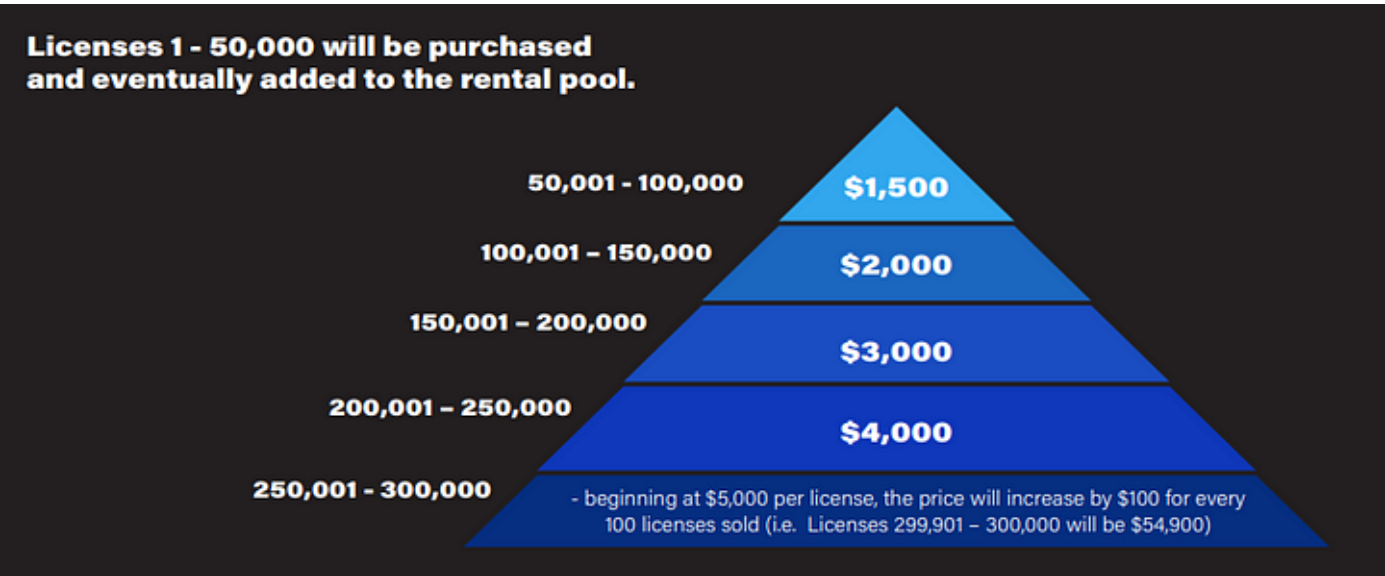 Licenses 1 - 50,000 will be purchased
and eventually added to the rental pool.
50,001 - 100,000
$1,500
100,001 – 150,000
$2,000
150,001 – 200,000
$3,000
200,001 – 250,000
$4,000
250,001 - 300,000
- beginning at $5,000 per license, the price will increase by $100 for every
100 licenses sold (i.e. Licenses 299,901 – 300,000 will be $54,900)